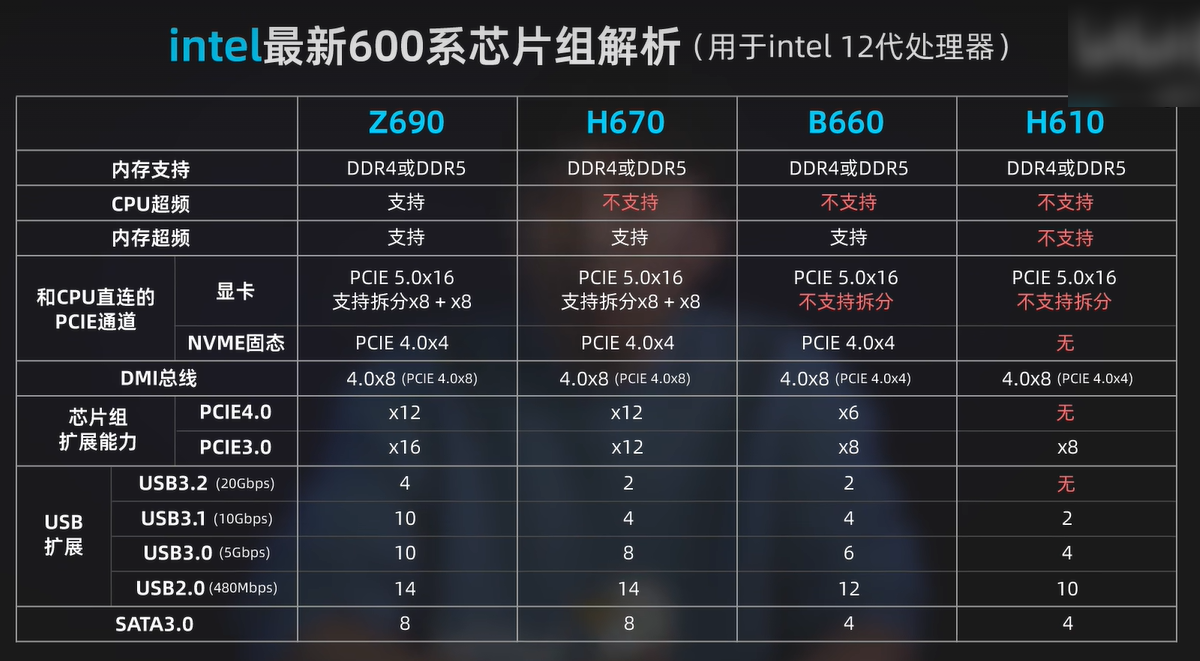 intel最新600系芯片组解析(用于intel 12代处理器)
Z690 H670 B660 H610
内存支持 DDR4或DDR5 DDR4或DDR5 DDR4或DDR5 DDR4或DDR5
CPU超频 支持 不支持 不支持 不支持
内存超频 支持 支持 支持 不支持
和CPU直连的
PCIE通道
显卡
PCIE 5.0x16
支持拆分x8 + x8
PCIE 5.0x16
支持拆分x8 + x8
PCIE 5.0x16
不支持拆分
PCIE 5.0x16
不支持拆分
NVME固态 PCIE 4.0x4 PCIE 4.0x4 PCIE 4.0x4 无
DMI总线 4.0x8 (PCIE 4.0x8) 4.0x8 (PCIE 4.0x8) 4.0x8 (PCIE 4.0x4) 4.0x8 (PCIE 4.0x4)
芯片组
扩展能力
PCIE4.0 x12 x12 x6 无
PCIE3.0 x16 x12 x8 x8
USB
扩展
USB3.2 (20Gbps) 4 2 2 无
USB3.1 (10Gbps) 10 4 4 2
USB3.0 (5Gbps) 10 8 6 4
USB2.0 (480Mbps) 14 14 12 10
SATA3.0 8 8 4 4